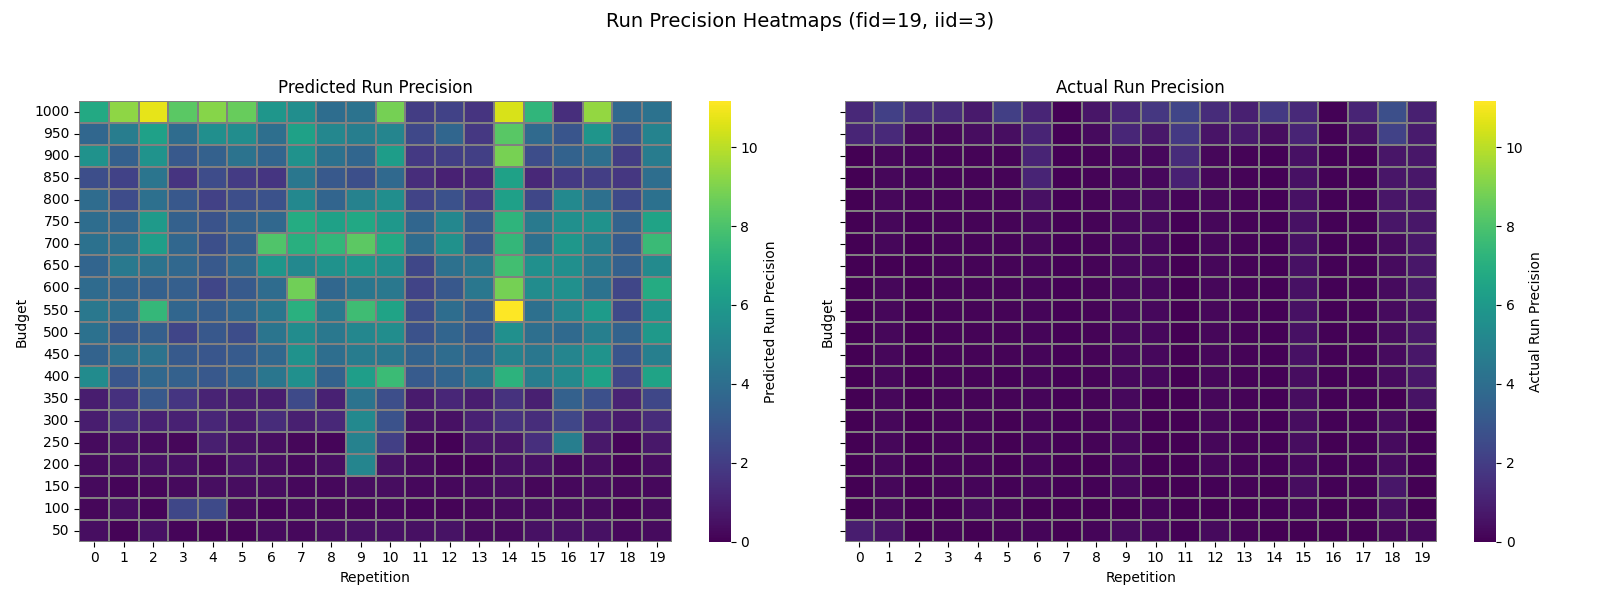 Run Precision Heatmaps (fid=19, iid=3)
Predicted Run Precision
Budget
1000
950
900
850
800
750
700
650
600
550
500
450
400
350
300
250
200
150
100
50
0 1 2 3 4 5 6 7 8 9 10 11 12 13 14 15 16 17 18 19
Repetition
10
8
6
4
2
0
Predicted Run Precision
Actual Run Precision
Budget
0 1 2 3 4 5 6 7 8 9 10 11 12 13 14 15 16 17 18 19
Repetition
10
8
6
4
2
0
Actual Run Precision